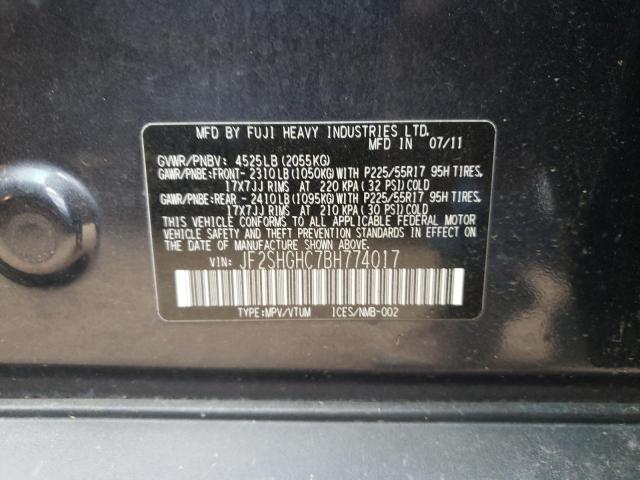 MFD BY FUJI HEAVY INDUSTRIES LTD.
MFD IN 07/11
GVWR/PNBV: 4525LB(2055KG)
GAWR/PNBE:FRONT- 2310LB(1050KG)WITH P225/55R17 95H TIRES,
17X7JJ RIMS AT 220 KPA(32 PSI)COLD
GAWR/PNBE:REAR - 2410LB(1095KG)WITH P225/55R17 95H TIRES,
17X7JJ RIMS AT 210 KPA(30 PSI)COLD
THIS VEHICLE CONFORMS TO ALL APPLICABLE FEDERAL MOTOR
VEHICLE SAFETY AND THEFT PREVENTION STANDARDS IN EFFECT
ON THE DATE OF MANUFACTURE SHOWN ABOVE.
VIN: JF2SHGHC7BH774017
TYPE:MPV/VTUM ICES/NMB-002